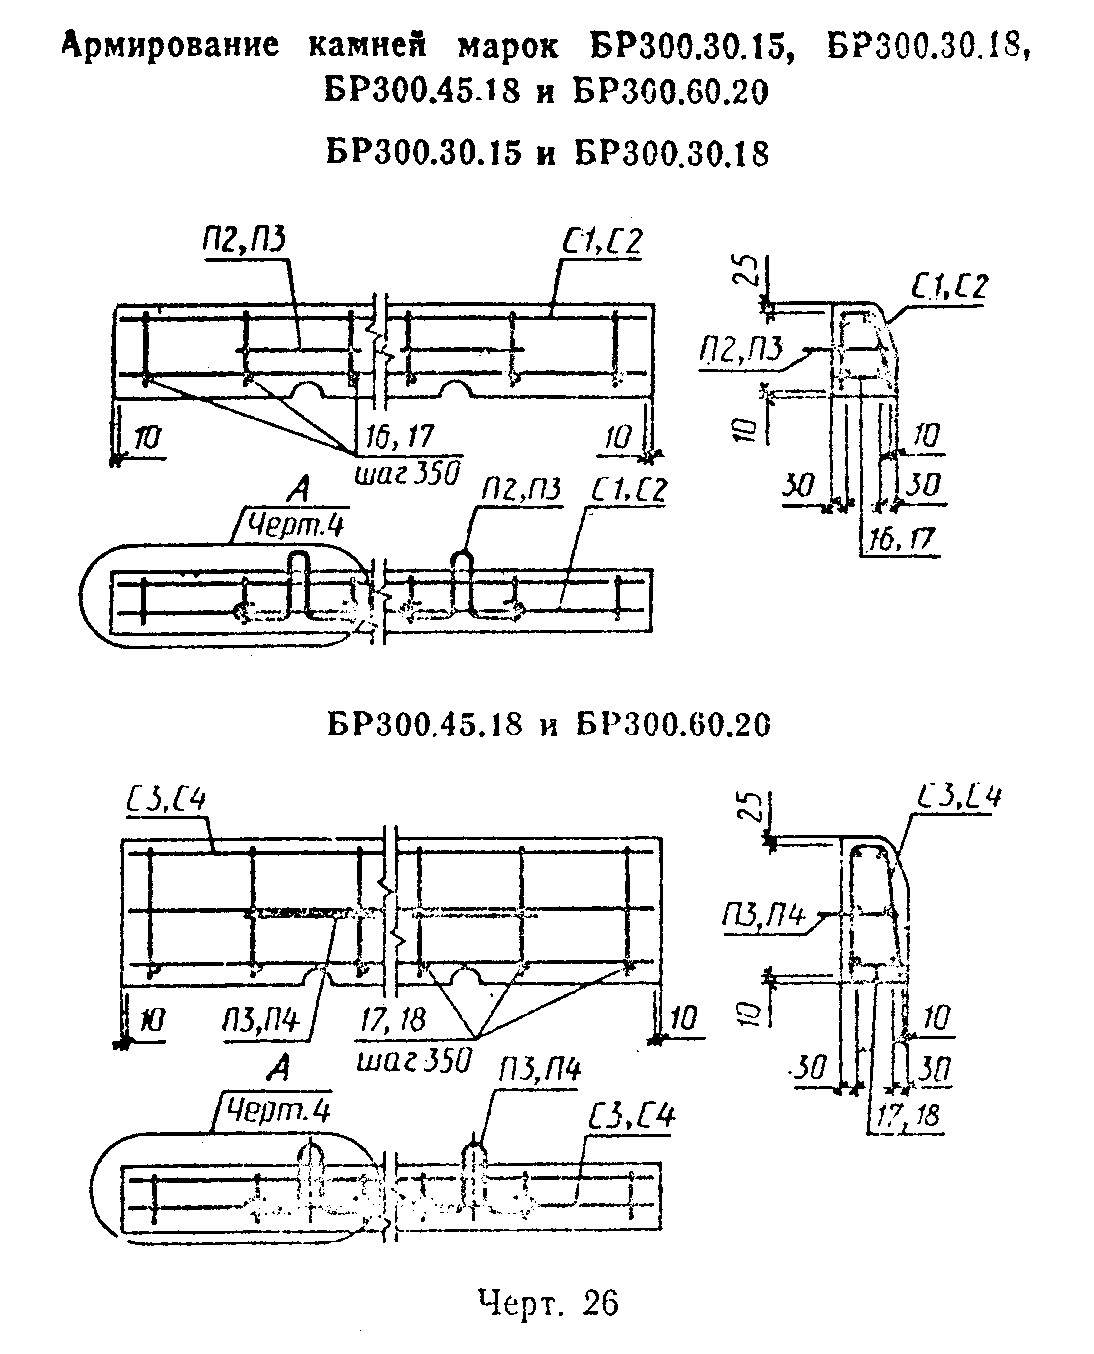 Армирование камней марок БР300.30.15, БР300.30.18,
БР300.45.18 и БР300.60.20
БР300.30.15 и БР300.30.18
П2,П3
С1,С2
25
С1,С2
П2,П3
10
10
16,17
шаг 350
10
10
30
30
16,17
А
Черт.4
П2,П3
С1,С2
БР300.45.18 и БР300.60.20
С3,С4
25
С3,С4
П3,П4
10
10
П3,П4
17,18
шаг 350
10
10
30
30
17,18
А
Черт.4
П3,П4
С3,С4
Черт. 26